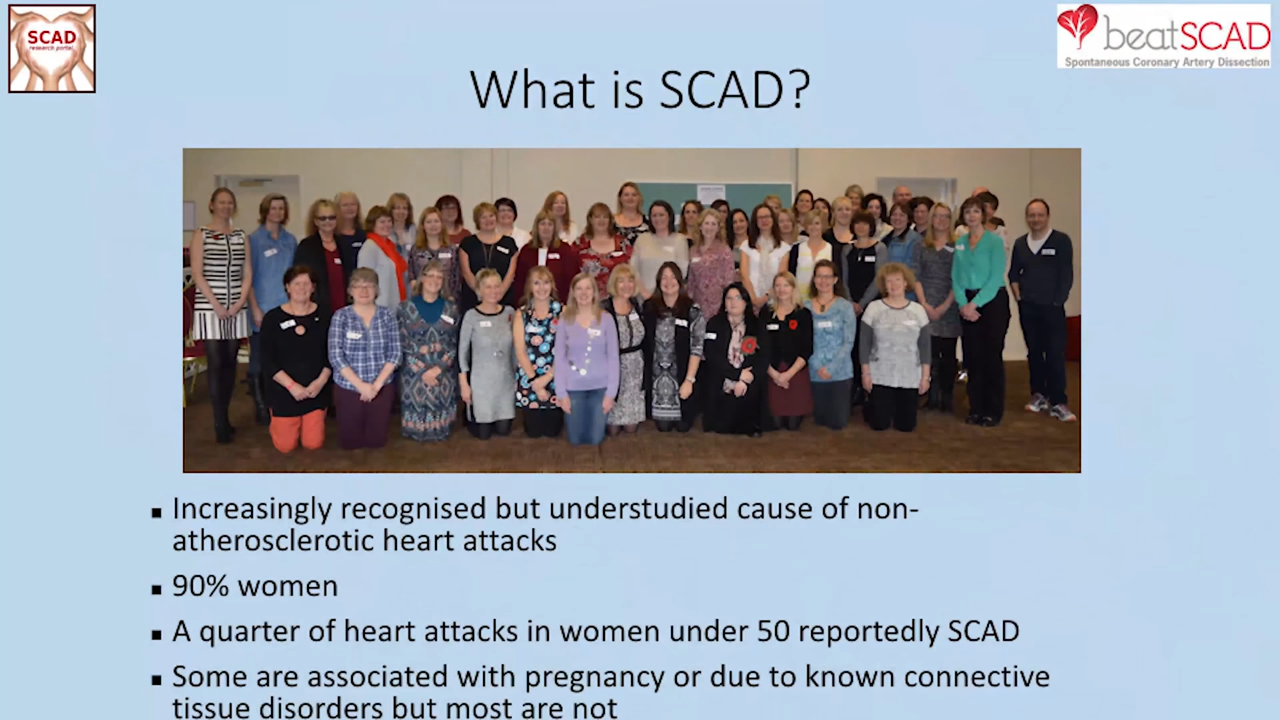 SCAD
research portal
beatSCAD
Spontaneous Coronary Artery Dissection
What is SCAD?
Increasingly recognised but understudied cause of non-
atherosclerotic heart attacks
90% women
A quarter of heart attacks in women under 50 reportedly SCAD
Some are associated with pregnancy or due to known connective
tissue disorders but most are not